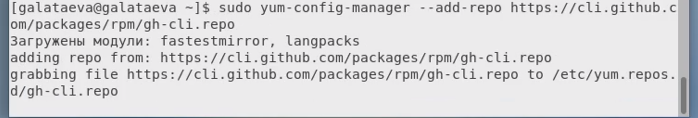 [galataeva@galataeva ~]$ sudo yum-config-manager --add-repo https://cli.github.c
om/packages/rpm/gh-cli.repo
Загружены модули: fastestmirror, langpacks
adding repo from: https://cli.github.com/packages/rpm/gh-cli.repo
grabbing file https://cli.github.com/packages/rpm/gh-cli.repo to /etc/yum.repos.
d/gh-cli.repo